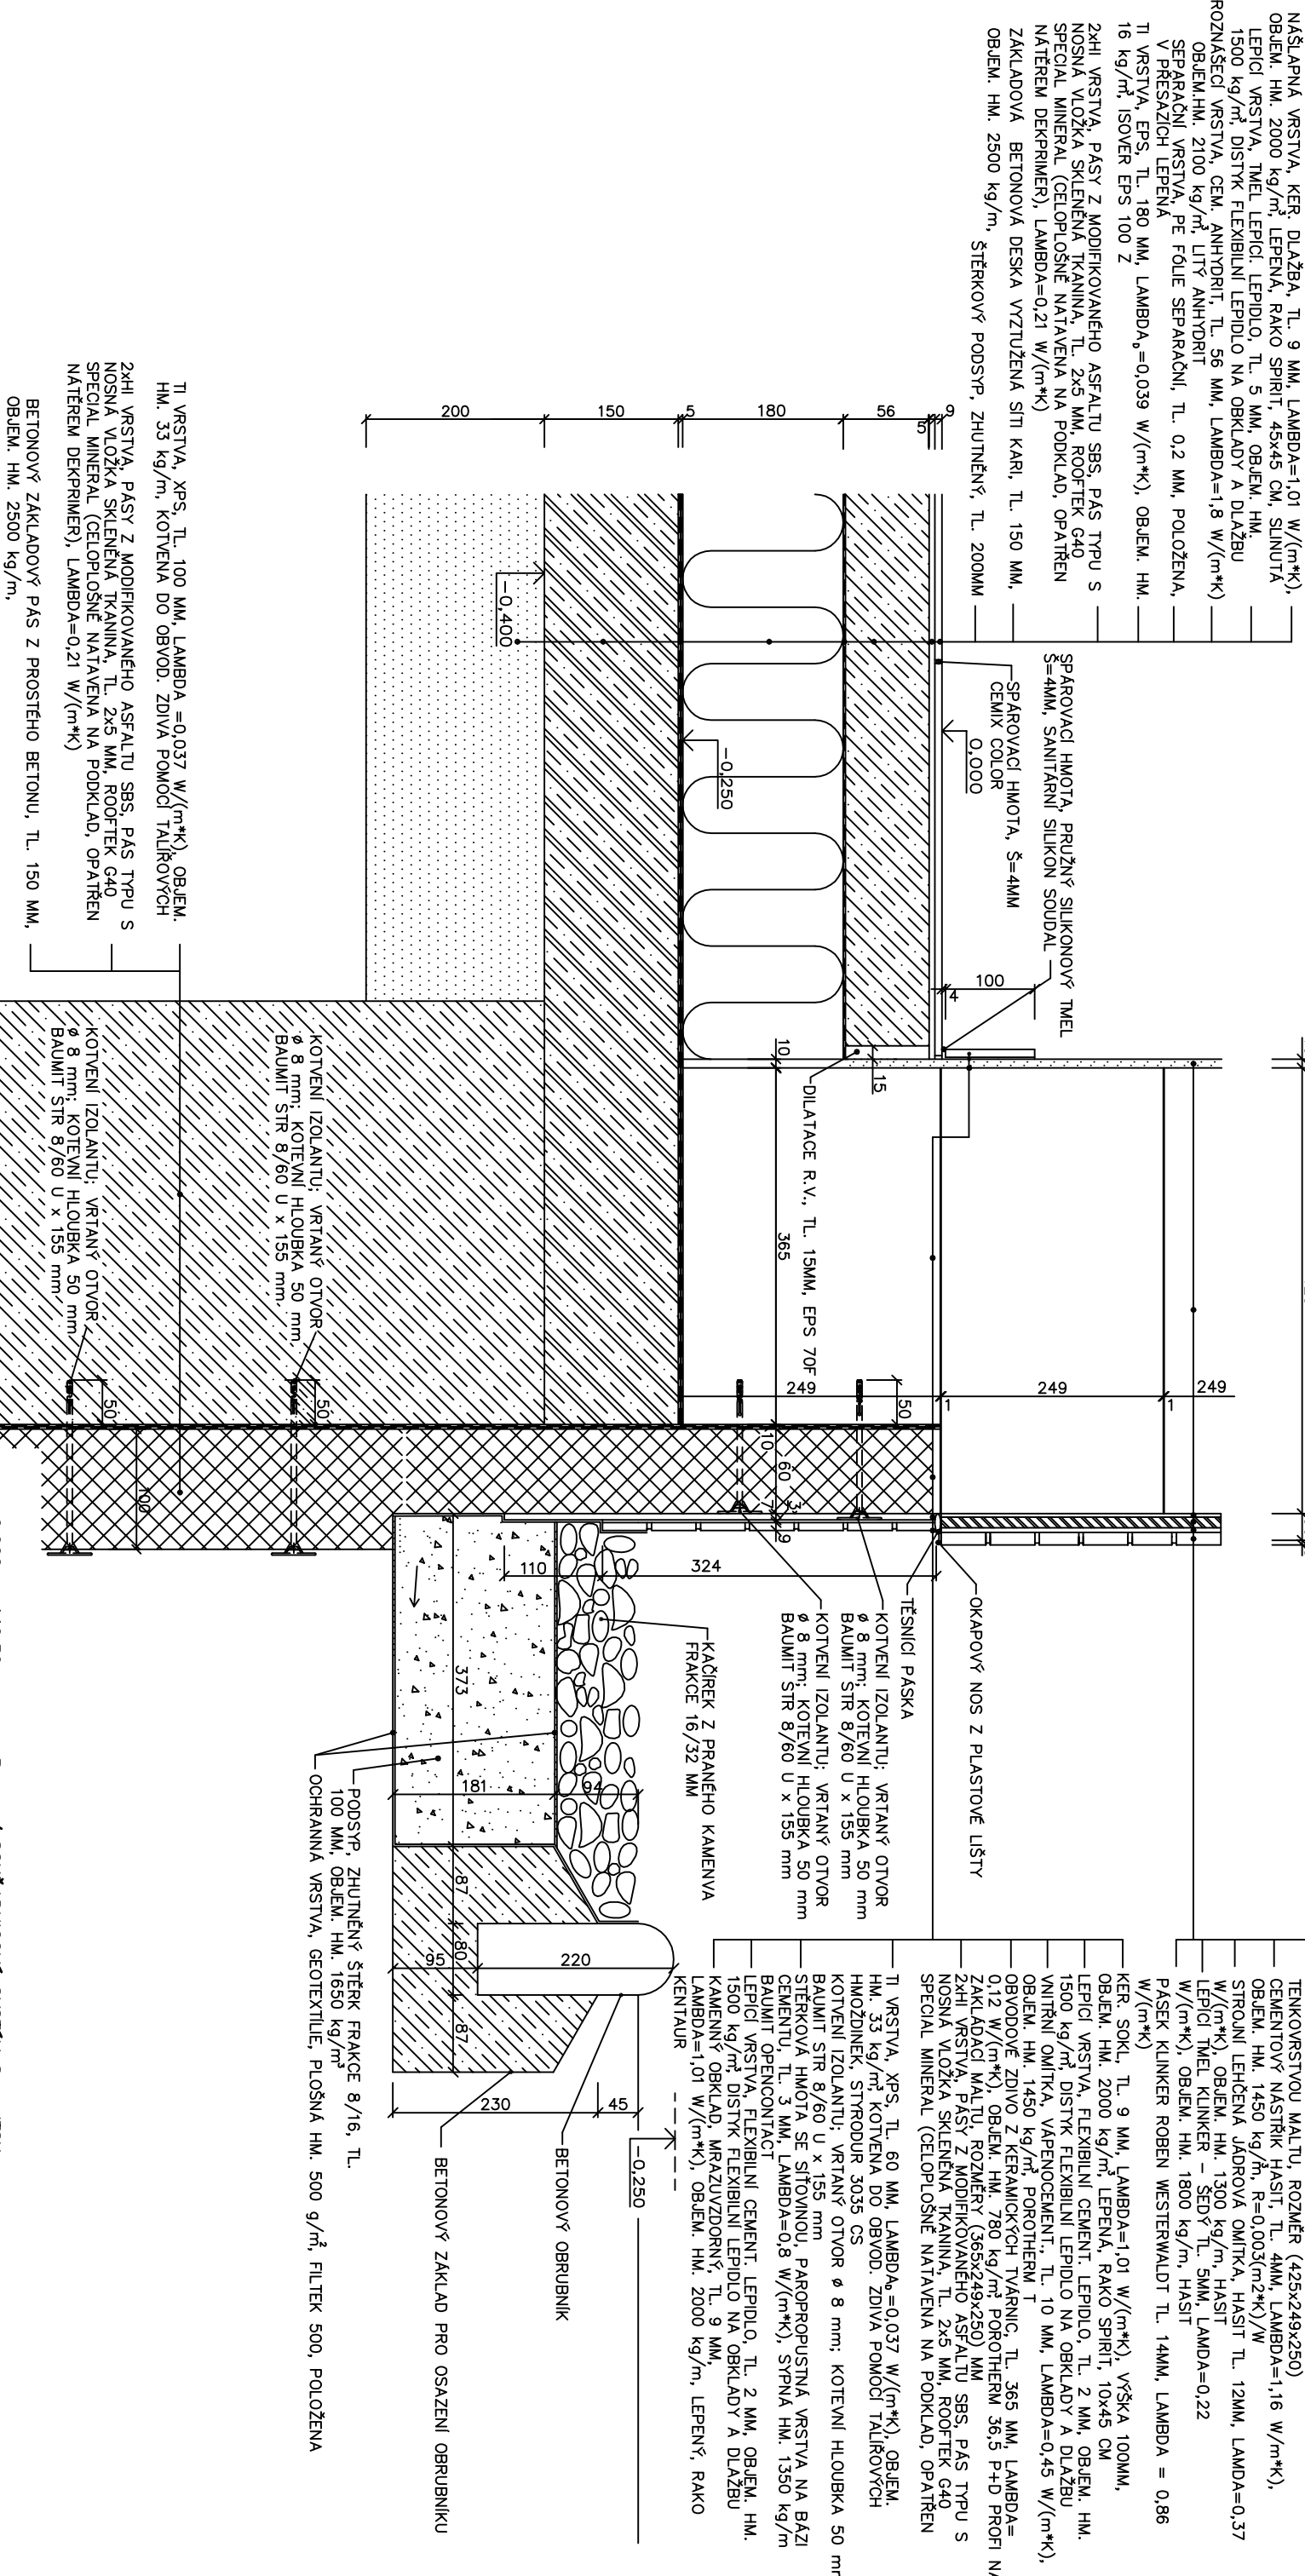 NÁŠLAPNÁ VRSTVA, KER. DLAŽBA, TL. 9 MM, LAMBDA=1,01 W/(m*K),
OBJEM. HM. 2000 kg/m³, LEPENÁ, RAKO SPIRIT, 45x45 CM, SLINUTÁ
LEPÍCÍ VRSTVA, TMEL LEPÍCÍ. LEPIDLO, TL. 5 MM, OBJEM. HM.
1500 kg/m³, DISTYK FLEXIBILNÍ LEPIDLO NA OBKLADY A DLAŽBU
ROZNÁŠECÍ VRSTVA, CEM. ANHYDRIT, TL. 56 MM, LAMBDA=1,8 W/(m*K)
OBJEM.HM. 2100 kg/m³, LITÝ ANHYDRIT
SEPARAČNÍ VRSTVA, PE FÓLIE SEPARAČNÍ, TL. 0,2 MM, POLOŽENA,
V PŘESAZÍCH LEPENÁ
TI VRSTVA, EPS, TL. 180 MM, LAMBDA_D=0,039 W/(m*K), OBJEM. HM.
16 kg/m³, ISOVER EPS 100 Z
2xHI VRSTVA, PÁSY Z MODIFIKOVANÉHO ASFALTU SBS, PÁS TYPU S
NOSNÁ VLOŽKA SKLENĚNÁ TKANINA, TL. 2x5 MM, ROOFTEK G40
SPECIAL MINERAL (CELOPLOŠNĚ NATAVENA NA PODKLAD, OPATŘEN
NÁTĚREM DEKPRIMER), LAMBDA=0,21 W/(m*K)
ZÁKLADOVÁ BETONOVÁ DESKA VYZTUŽENÁ SÍTI KARI, TL. 150 MM,
OBJEM. HM. 2500 kg/m,
ŠTĚRKOVÝ PODSYP, ZHUTNĚNÝ, TL. 200MM
SPÁROVACÍ HMOTA, PRUŽNÝ SILIKONOVÝ TMEL
Š=4MM, SANITÁRNÍ SILIKON SOUDAL
SPÁROVACÍ HMOTA, Š=4MM
CEMIX COLOR
0,000
-0,250
-0,400
9
5
56
180
5
150
200
100
4
10
15
365
DILATACE R.V., TL. 15MM, EPS 70F
249
1
249
1
249
50
10
60
3
7
9
TI VRSTVA, XPS, TL. 100 MM, LAMBDA =0,037 W/(m*K), OBJEM.
HM. 33 kg/m, KOTVENA DO OBVOD. ZDIVA POMOCÍ TALÍŘOVÝCH
2xHI VRSTVA, PÁSY Z MODIFIKOVANÉHO ASFALTU SBS, PÁS TYPU S
NOSNÁ VLOŽKA SKLENĚNÁ TKANINA, TL. 2x5 MM, ROOFTEK G40
SPECIAL MINERAL (CELOPLOŠNĚ NATAVENA NA PODKLAD, OPATŘEN
NÁTĚREM DEKPRIMER), LAMBDA=0,21 W/(m*K)
BETONOVÝ ZÁKLADOVÝ PÁS Z PROSTÉHO BETONU, TL. 150 MM,
OBJEM. HM. 2500 kg/m,
KOTVENÍ IZOLANTU; VRTANÝ OTVOR
ø 8 mm; KOTEVNÍ HLOUBKA 50 mm
BAUMIT STR 8/60 U x 155 mm
50
KOTVENÍ IZOLANTU; VRTANÝ OTVOR
ø 8 mm; KOTEVNÍ HLOUBKA 50 mm
BAUMIT STR 8/60 U x 155 mm
50
100
110
324
OKAPOVÝ NOS Z PLASTOVÉ LIŠTY
TĚSNÍCÍ PÁSKA
KOTVENÍ IZOLANTU; VRTANÝ OTVOR
ø 8 mm; KOTEVNÍ HLOUBKA 50 mm
BAUMIT STR 8/60 U x 155 mm
KOTVENÍ IZOLANTU; VRTANÝ OTVOR
ø 8 mm; KOTEVNÍ HLOUBKA 50 mm
BAUMIT STR 8/60 U x 155 mm
KAČÍREK Z PRANÉHO KAMENVA
FRAKCE 16/32 MM
373
181
94
87
80
87
95
220
230
45
-0,250
BETONOVÝ OBRUBNÍK
BETONOVÝ ZÁKLAD PRO OSAZENÍ OBRUBNÍKU
PODSYP, ZHUTNĚNÝ ŠTĚRK FRAKCE 8/16, TL.
100 MM, OBJEM. HM. 1650 kg/m³
OCHRANNÁ VRSTVA, GEOTEXTÍLIE, PLOŠNÁ HM. 500 g/m², FILTEK 500, POLOŽENA
TENKOVRSTVOU MALTU, ROZMĚR (425x249x250)
CEMENTOVÝ NÁSTŘIK HASIT, TL. 4MM, LAMBDA=1,16 W/m*K),
OBJEM. HM. 1450 kg/m, R=0,003(m2*K)/W
STROJNÍ LEHČENÁ JÁDROVÁ OMÍTKA, HASIT TL. 12MM, LAMDA=0,37
W/(m*K), OBJEM. HM. 1300 kg/m, HASIT
LEPÍCÍ TMEL KLINKER - ŠEDÝ TL. 5MM, LAMDA=0,22
W/(m*K), OBJEM. HM. 1800 kg/m, HASIT
PÁSEK KLINKER ROBEN WESTERWALDT TL. 14MM, LAMBDA = 0,86
W/(m*K)
KER. SOKL, TL. 9 MM, LAMBDA=1,01 W/(m*K), VÝŠKA 100MM,
OBJEM. HM. 2000 kg/m³, LEPENÁ, RAKO SPIRIT, 10x45 CM
LEPÍCÍ VRSTVA, FLEXIBILNÍ CEMENT. LEPIDLO, TL. 2 MM, OBJEM. HM.
1500 kg/m³, DISTYK FLEXIBILNÍ LEPIDLO NA OBKLADY A DLAŽBU
VNITŘNÍ OMÍTKA, VÁPENOCEMENT., TL. 10 MM, LAMBDA=0,45 W/(m*K),
OBJEM. HM. 1450 kg/m³, POROTHERM T
OBVODOVÉ ZDIVO Z KERAMICKÝCH TVÁRNIC, TL. 365 MM, LAMBDA=
0,12 W/(m*K), OBJEM. HM. 780 kg/m³, POROTHERM 36,5 P+D PROFI NA
ZAKLÁDACÍ MALTU, ROZMĚRY (365x249x250) MM
2xHI VRSTVA, PÁSY Z MODIFIKOVANÉHO ASFALTU SBS, PÁS TYPU S
NOSNÁ VLOŽKA SKLENĚNÁ TKANINA, TL. 2x5 MM, ROOFTEK G40
SPECIAL MINERAL (CELOPLOŠNĚ NATAVENA NA PODKLAD, OPATŘEN
TI VRSTVA, XPS, TL. 60 MM, LAMBDA_D=0,037 W/(m*K), OBJEM.
HM. 33 kg/m³, KOTVENA DO OBVOD. ZDIVA POMOCÍ TALÍŘOVÝCH
HMOŽDINEK, STYRODUR 3035 CS
KOTVENÍ IZOLANTU; VRTANÝ OTVOR ø 8 mm; KOTEVNÍ HLOUBKA 50 mm
BAUMIT STR 8/60 U x 155 mm
STĚRKOVÁ HMOTA SE SÍŤOVINOU, PAROPROPUSTNÁ VRSTVA NA BÁZI
CEMENTU, TL. 3 MM, LAMBDA=0,8 W/(m*K), SYPNÁ HM. 1350 kg/m
BAUMIT OPENCONTACT
LEPÍCÍ VRSTVA, FLEXIBILNÍ CEMENT. LEPIDLO, TL. 2 MM, OBJEM. HM.
1500 kg/m³, DISTYK FLEXIBILNÍ LEPIDLO NA OBKLADY A DLAŽBU
KAMENNÝ OBKLAD, MRAZUVZDORNÝ, TL. 9 MM,
LAMBDA=1,01 W/(m*K), OBJEM. HM. 2000 kg/m, LEPENÝ, RAKO
KENTAUR